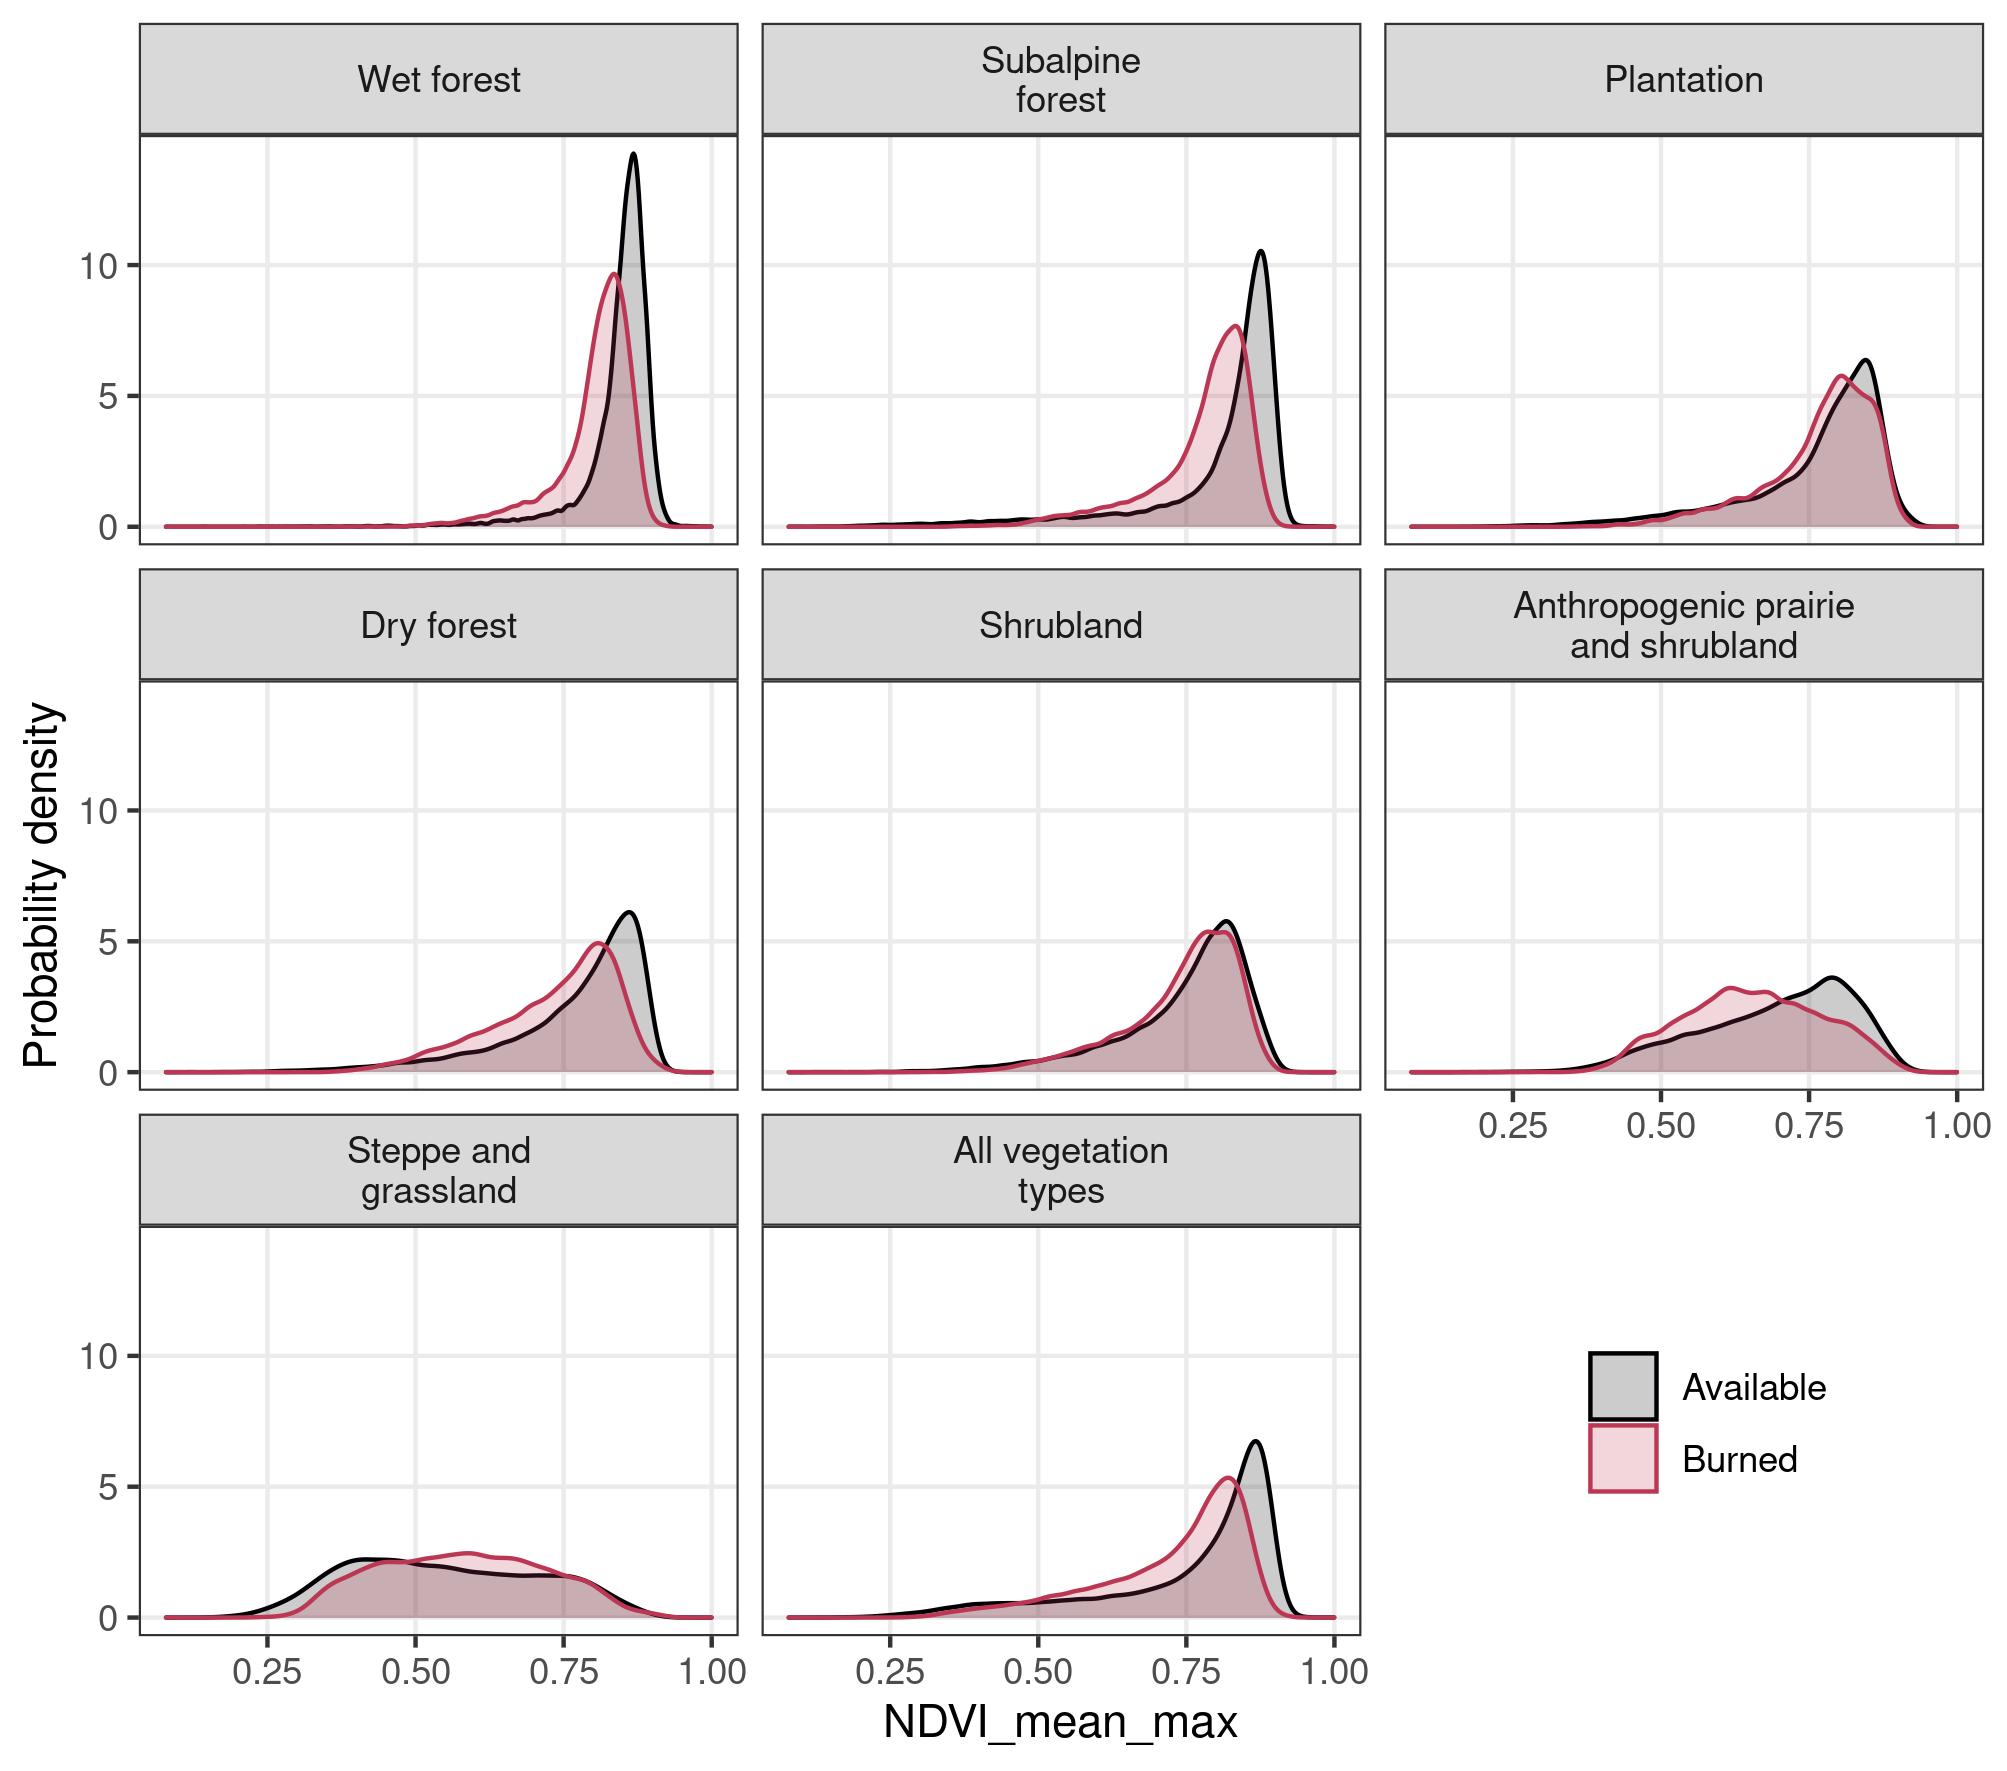 Wet forest
Subalpine
forest
Plantation
10
5
0
Dry forest
Shrubland
Anthropogenic prairie
and shrubland
Probability density
10
5
0
0.25 0.50 0.75 1.00
Steppe and
grassland
All vegetation
types
10
5
0
Available
Burned
0.25 0.50 0.75 1.00
0.25 0.50 0.75 1.00
NDVI_mean_max